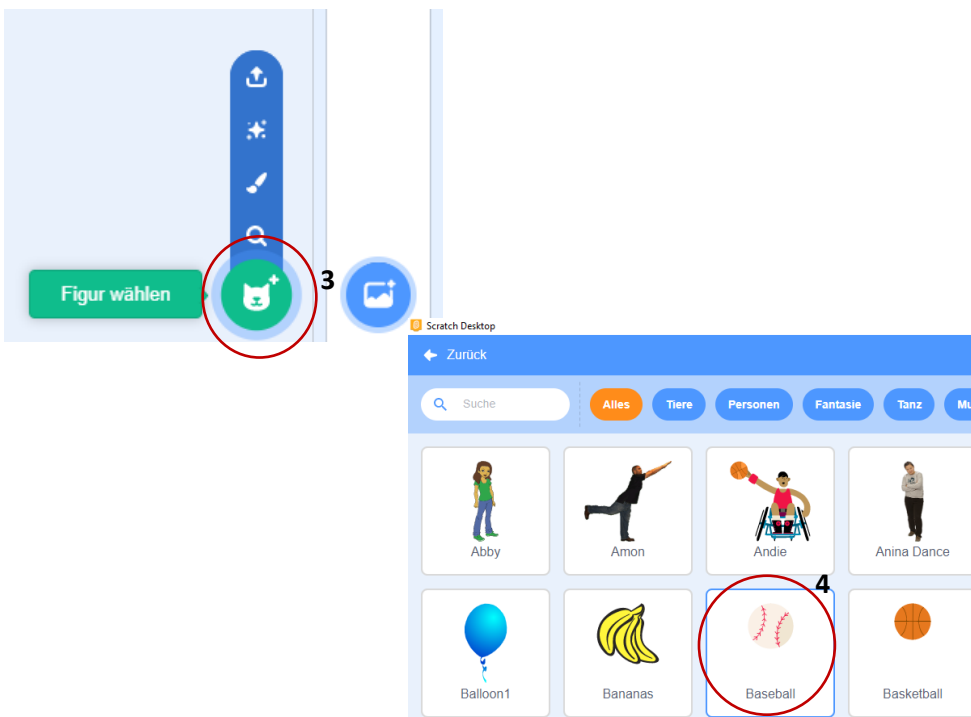 3
Figur wählen
Scratch Desktop
Zurück
Suche
Alles Tiere Personen Fantasie Tanz Mu
Abby Amon Andie Anina Dance
4
Balloon1 Bananas Baseball Basketball